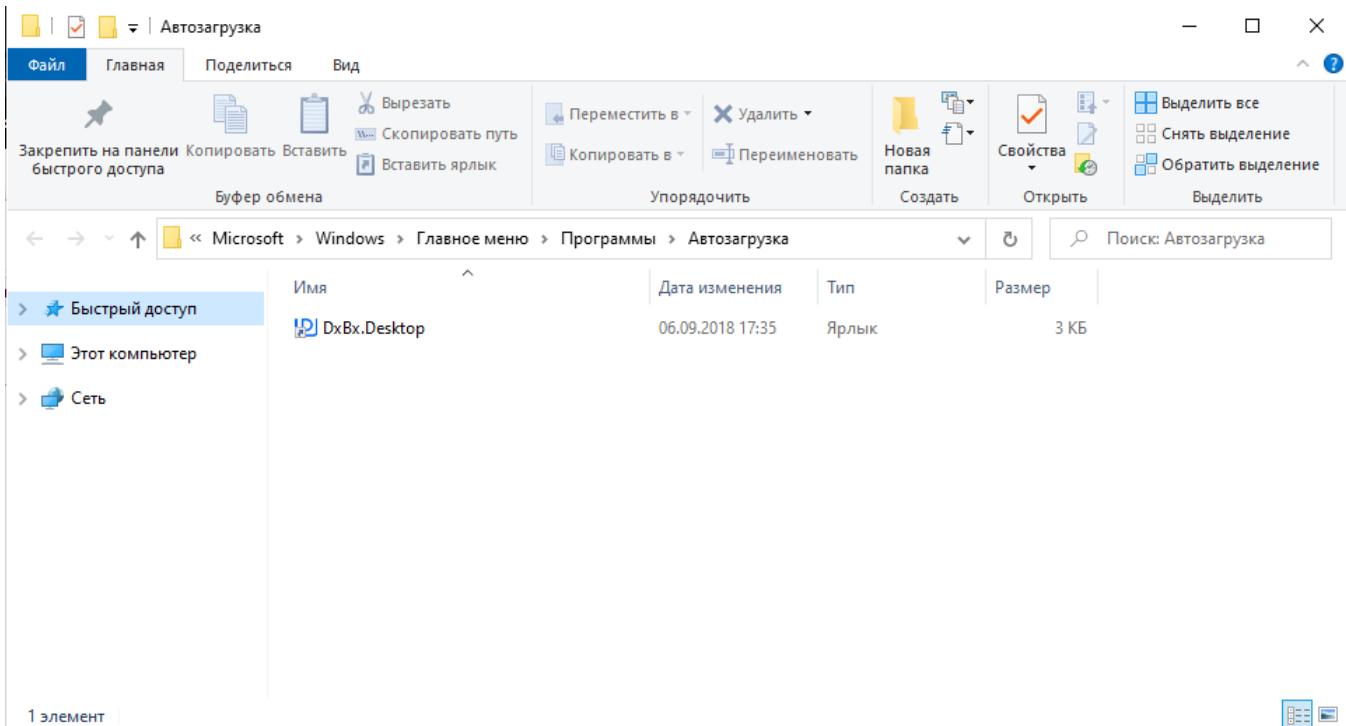 Автозагрузка
Файл Главная Поделиться Вид
Закрепить на панели быстрого доступа
Копировать
Вставить
Вырезать
Скопировать путь
Вставить ярлык
Буфер обмена
Переместить в
Копировать в
Удалить
Переименовать
Упорядочить
Новая папка
Создать
Свойства
Открыть
Выделить все
Снять выделение
Обратить выделение
Выделить
« Microsoft > Windows > Главное меню > Программы > Автозагрузка
Поиск: Автозагрузка
Быстрый доступ
Этот компьютер
Сеть
Имя Дата изменения Тип Размер
DxBx.Desktop 06.09.2018 17:35 Ярлык 3 КБ
1 элемент